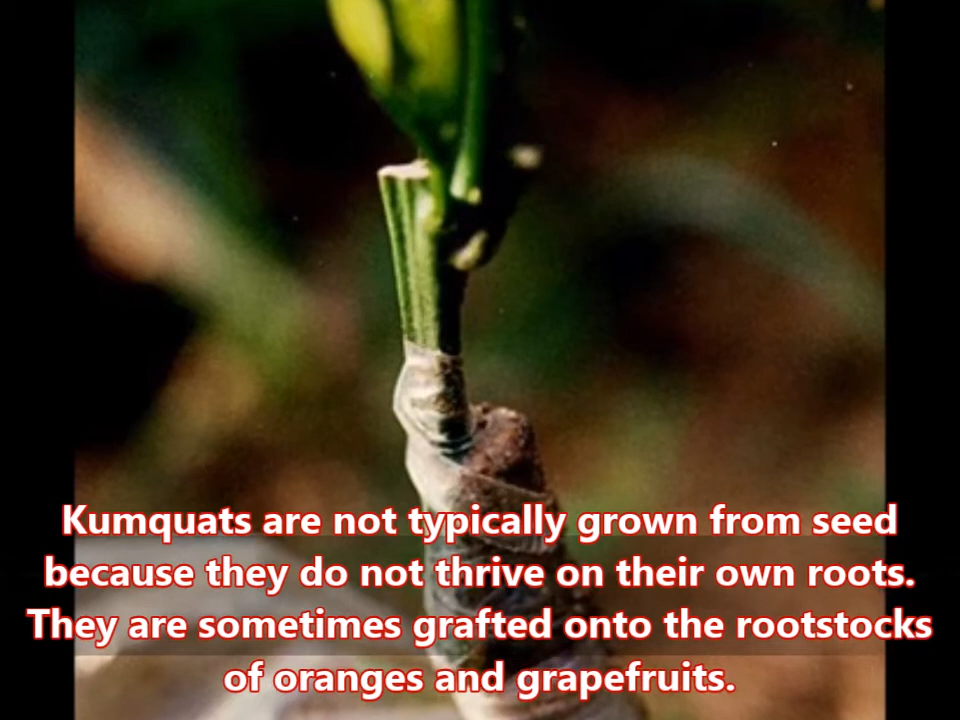 Kumquats are not typically grown from seed
because they do not thrive on their own roots.
They are sometimes grafted onto the rootstocks
of oranges and grapefruits.